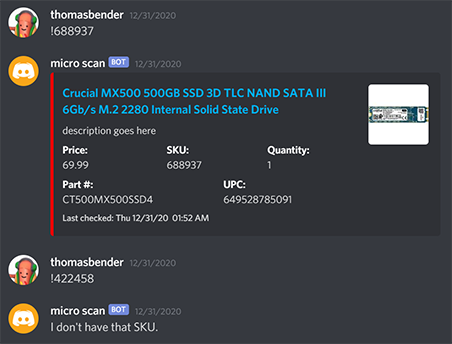 thomasbender 12/31/2020
!688937
micro scan BOT 12/31/2020
Crucial MX500 500GB SSD 3D TLC NAND SATA III
6Gb/s M.2 2280 Internal Solid State Drive
description goes here
Price: SKU: Quantity:
69.99 688937 1
Part #: UPC:
CT500MX500SSD4 649528785091
Last checked: Thu 12/31/20 01:52 AM
thomasbender 12/31/2020
!422458
micro scan BOT 12/31/2020
I don't have that SKU.